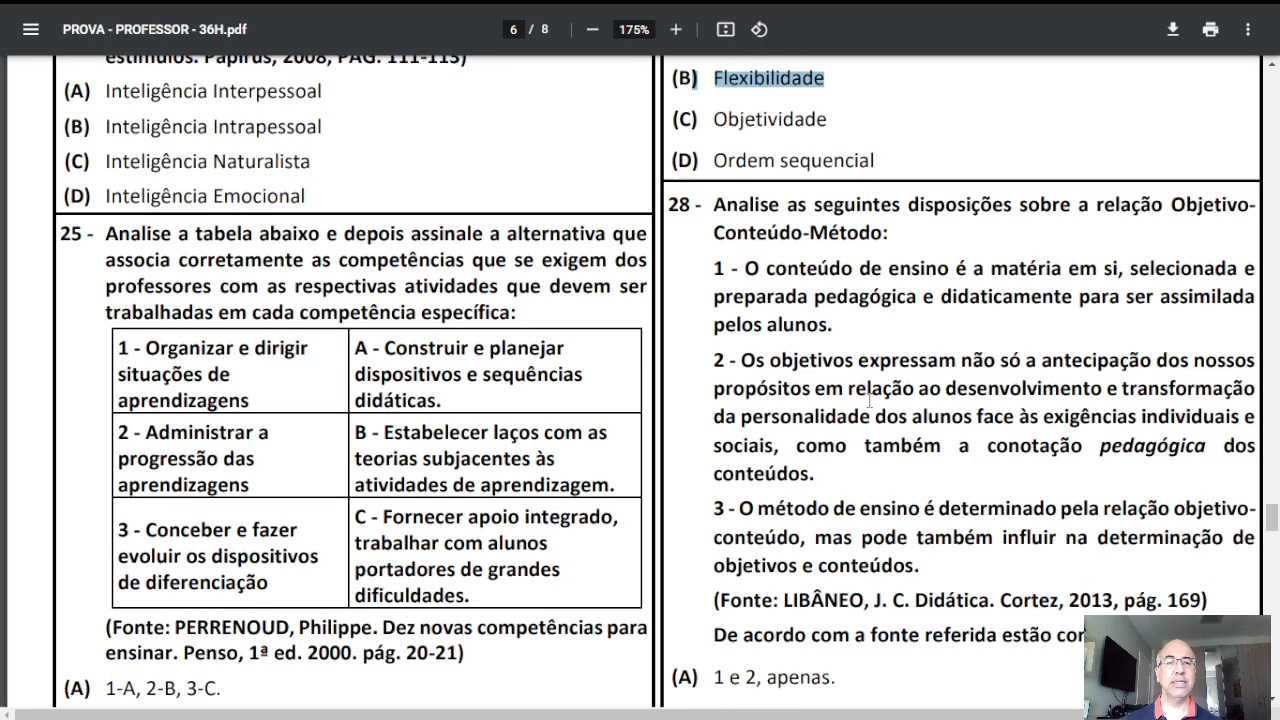 PROVA - PROFESSOR - 36H.pdf
6 / 8
175%
estímulos. Papirus, 2008, PÁG. 111-113)
(A) Inteligência Interpessoal
(B) Inteligência Intrapessoal
(C) Inteligência Naturalista
(D) Inteligência Emocional
25 - Analise a tabela abaixo e depois assinale a alternativa que
associa corretamente as competências que se exigem dos
professores com as respectivas atividades que devem ser
trabalhadas em cada competência específica:
1 - Organizar e dirigir
situações de
aprendizagens
A - Construir e planejar
dispositivos e sequências
didáticas.
2 - Administrar a
progressão das
aprendizagens
B - Estabelecer laços com as
teorias subjacentes às
atividades de aprendizagem.
3 - Conceber e fazer
evoluir os dispositivos
de diferenciação
C - Fornecer apoio integrado,
trabalhar com alunos
portadores de grandes
dificuldades.
(Fonte: PERRENOUD, Philippe. Dez novas competências para
ensinar. Penso, 1ª ed. 2000. pág. 20-21)
(A) 1-A, 2-B, 3-C.
(B) Flexibilidade
(C) Objetividade
(D) Ordem sequencial
28 - Analise as seguintes disposições sobre a relação Objetivo-
Conteúdo-Método:
1 - O conteúdo de ensino é a matéria em si, selecionada e
preparada pedagógica e didaticamente para ser assimilada
pelos alunos.
2 - Os objetivos expressam não só a antecipação dos nossos
propósitos em relação ao desenvolvimento e transformação
da personalidade dos alunos face às exigências individuais e
sociais, como também a conotação pedagógica dos
conteúdos.
3 - O método de ensino é determinado pela relação objetivo-
conteúdo, mas pode também influir na determinação de
objetivos e conteúdos.
(Fonte: LIBÂNEO, J. C. Didática. Cortez, 2013, pág. 169)
De acordo com a fonte referida estão
(A) 1 e 2, apenas.